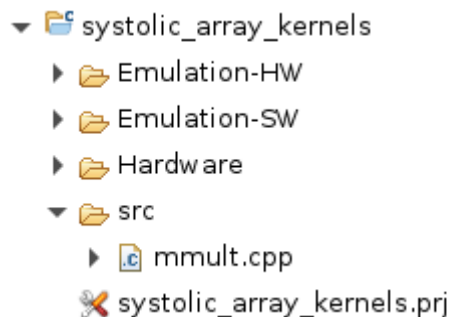 systolic_array_kernels
Emulation-HW
Emulation-SW
Hardware
src
mmult.cpp
systolic_array_kernels.prj